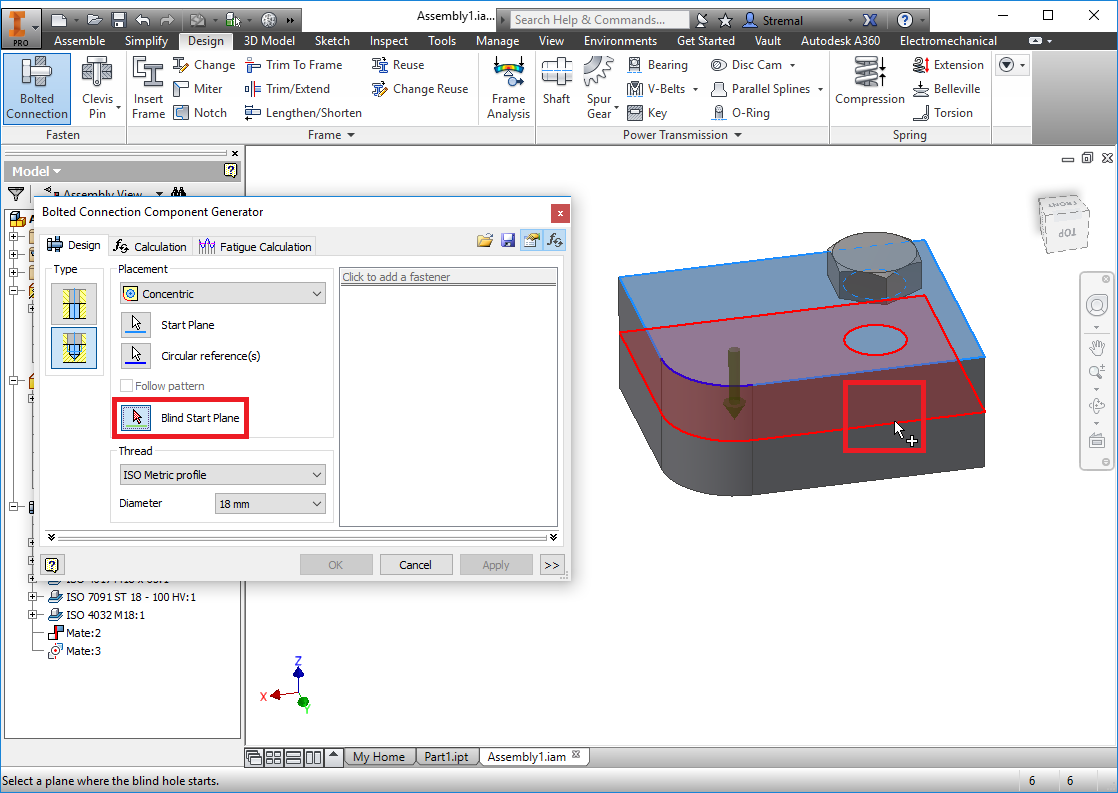 Assembly1.ia... Search Help & Commands... Stremal
PRO Assemble Simplify Design 3D Model Sketch Inspect Tools Manage View Environments Get Started Vault Autodesk A360 Electromechanical
Bolted Connection
Clevis Pin
Insert Frame
Change
Miter
Notch
Trim To Frame
Trim/Extend
Lengthen/Shorten
Reuse
Change Reuse
Frame Analysis
Shaft
Spur Gear
Bearing
V-Belts
Key
Disc Cam
Parallel Splines
O-Ring
Compression
Extension
Belleville
Torsion
Fasten Frame Power Transmission Spring
Model
Assembly View
Bolted Connection Component Generator
Design Calculation Fatigue Calculation
Type
Placement
Concentric
Start Plane
Circular reference(s)
Follow pattern
Blind Start Plane
Thread
ISO Metric profile
Diameter 18 mm
Click to add a fastener
OK Cancel Apply >>
ISO 7091 ST 18 - 100 HV:1
ISO 4032 M18:1
Mate:2
Mate:3
FRONT
TOP
Z
X
Y
My Home Part1.ipt Assembly1.iam
Select a plane where the blind hole starts. 6 6